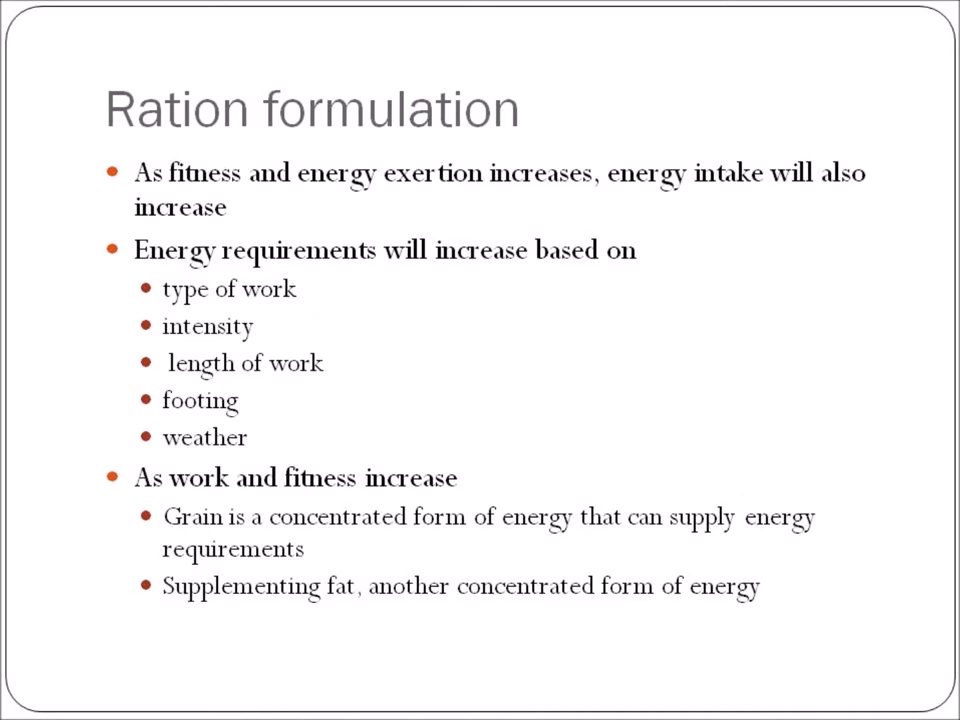 Ration formulation
As fitness and energy exertion increases, energy intake will also
increase
Energy requirements will increase based on
type of work
intensity
length of work
footing
weather
As work and fitness increase
Grain is a concentrated form of energy that can supply energy
requirements
Supplementing fat, another concentrated form of energy